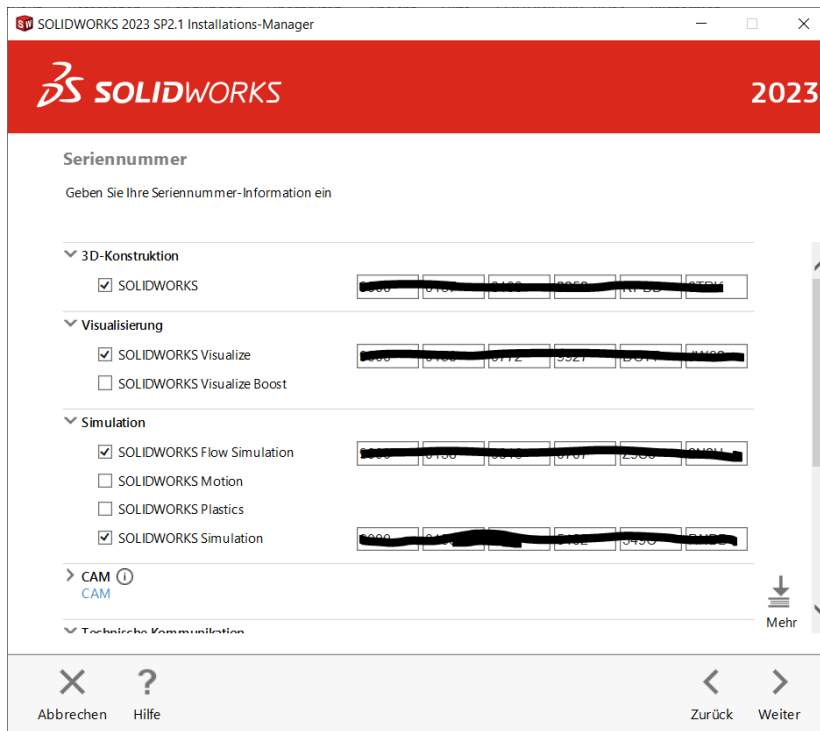 SOLIDWORKS 2023 SP2.1 Installations-Manager
SOLIDWORKS
2023
Seriennummer
Geben Sie Ihre Seriennummer-Information ein
3D-Konstruktion
SOLIDWORKS
Visualisierung
SOLIDWORKS Visualize
SOLIDWORKS Visualize Boost
Simulation
SOLIDWORKS Flow Simulation
SOLIDWORKS Motion
SOLIDWORKS Plastics
SOLIDWORKS Simulation
CAM
CAM
Mehr
Technische Kommunikation
Abbrechen Hilfe Zurück Weiter